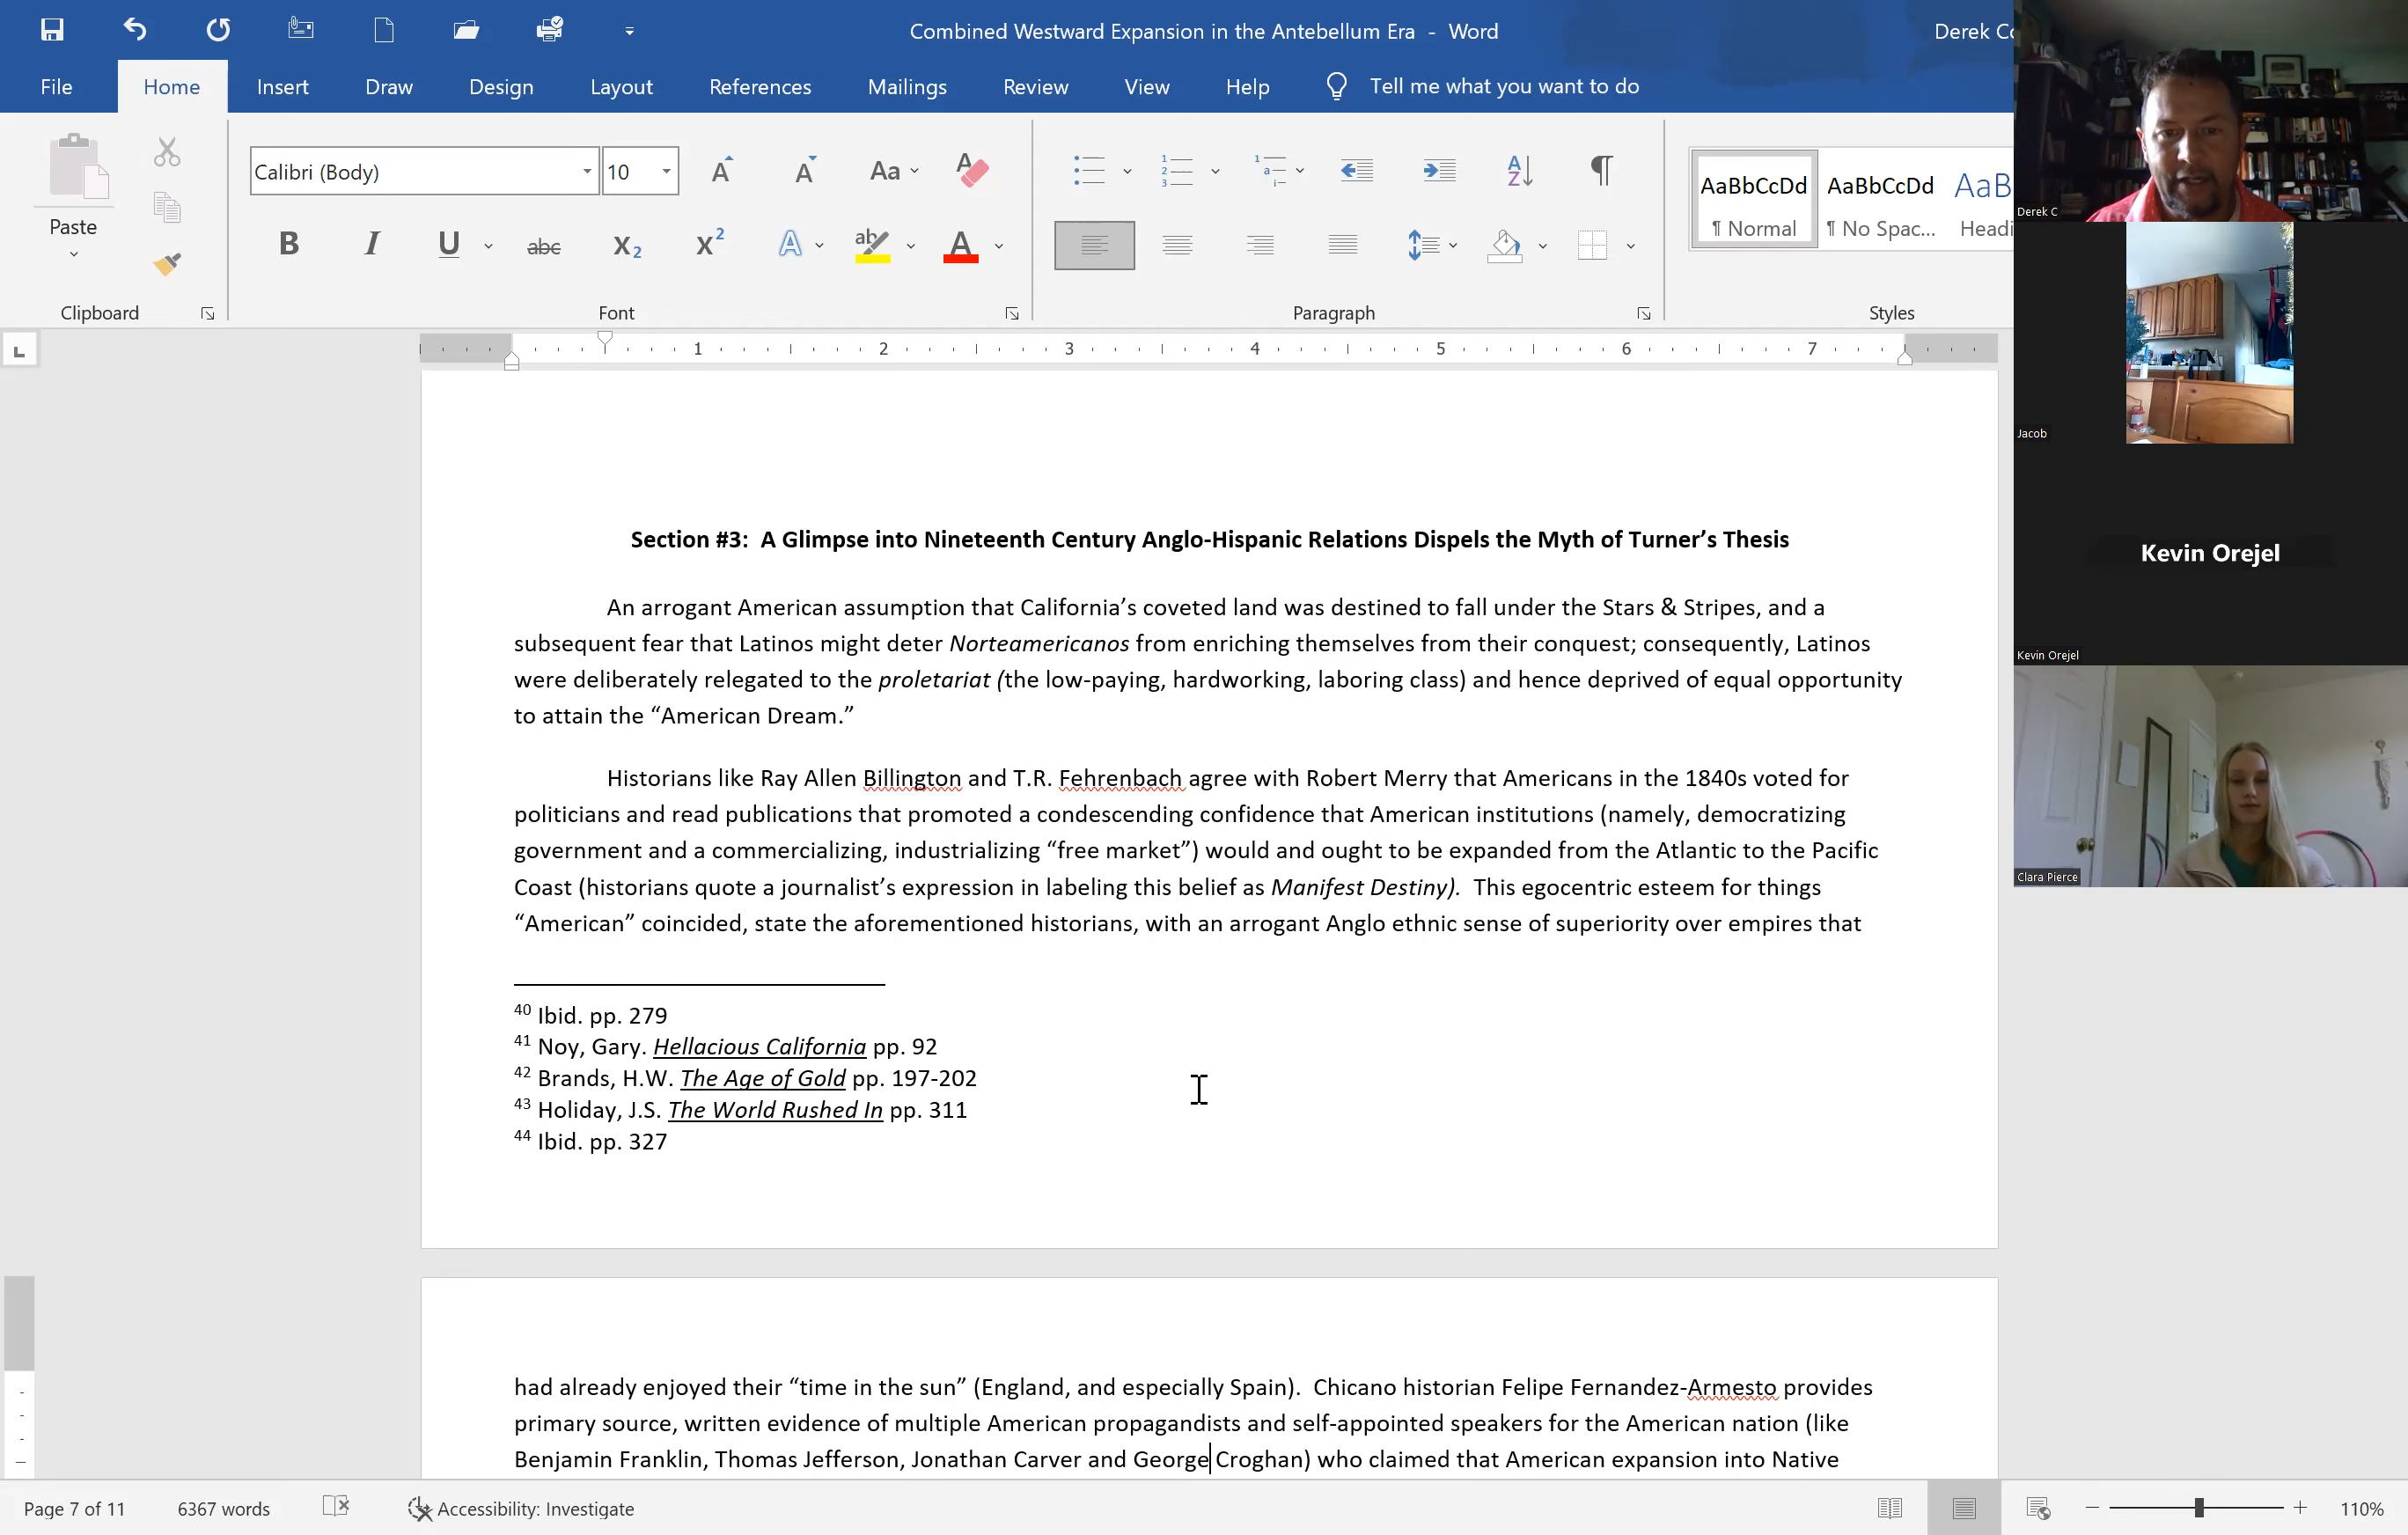 Combined Westward Expansion in the Antebellum Era - Word
Derek Co
File Home Insert Draw Design Layout References Mailings Review View Help Tell me what you want to do
Paste
Clipboard
Calibri (Body) 10
Font
Paragraph
AaBbCcDd AaBbCcDd AaB
¶ Normal ¶ No Spac... Headi
Styles
1 2 3 4 5 6 7
Section #3: A Glimpse into Nineteenth Century Anglo-Hispanic Relations Dispels the Myth of Turner’s Thesis
An arrogant American assumption that California’s coveted land was destined to fall under the Stars & Stripes, and a
subsequent fear that Latinos might deter Norteamericanos from enriching themselves from their conquest; consequently, Latinos
were deliberately relegated to the proletariat (the low-paying, hardworking, laboring class) and hence deprived of equal opportunity
to attain the “American Dream.”
Historians like Ray Allen Billington and T.R. Fehrenbach agree with Robert Merry that Americans in the 1840s voted for
politicians and read publications that promoted a condescending confidence that American institutions (namely, democratizing
government and a commercializing, industrializing “free market”) would and ought to be expanded from the Atlantic to the Pacific
Coast (historians quote a journalist’s expression in labeling this belief as Manifest Destiny). This egocentric esteem for things
“American” coincided, state the aforementioned historians, with an arrogant Anglo ethnic sense of superiority over empires that
40 Ibid. pp. 279
41 Noy, Gary. Hellacious California pp. 92
42 Brands, H.W. The Age of Gold pp. 197-202
43 Holiday, J.S. The World Rushed In pp. 311
44 Ibid. pp. 327
had already enjoyed their “time in the sun” (England, and especially Spain). Chicano historian Felipe Fernandez-Armesto provides
primary source, written evidence of multiple American propagandists and self-appointed speakers for the American nation (like
Benjamin Franklin, Thomas Jefferson, Jonathan Carver and George Croghan) who claimed that American expansion into Native
Page 7 of 11 6367 words Accessibility: Investigate 110%
Derek C
Jacob
Kevin Orejel
Kevin Orejel
Clara Pierce